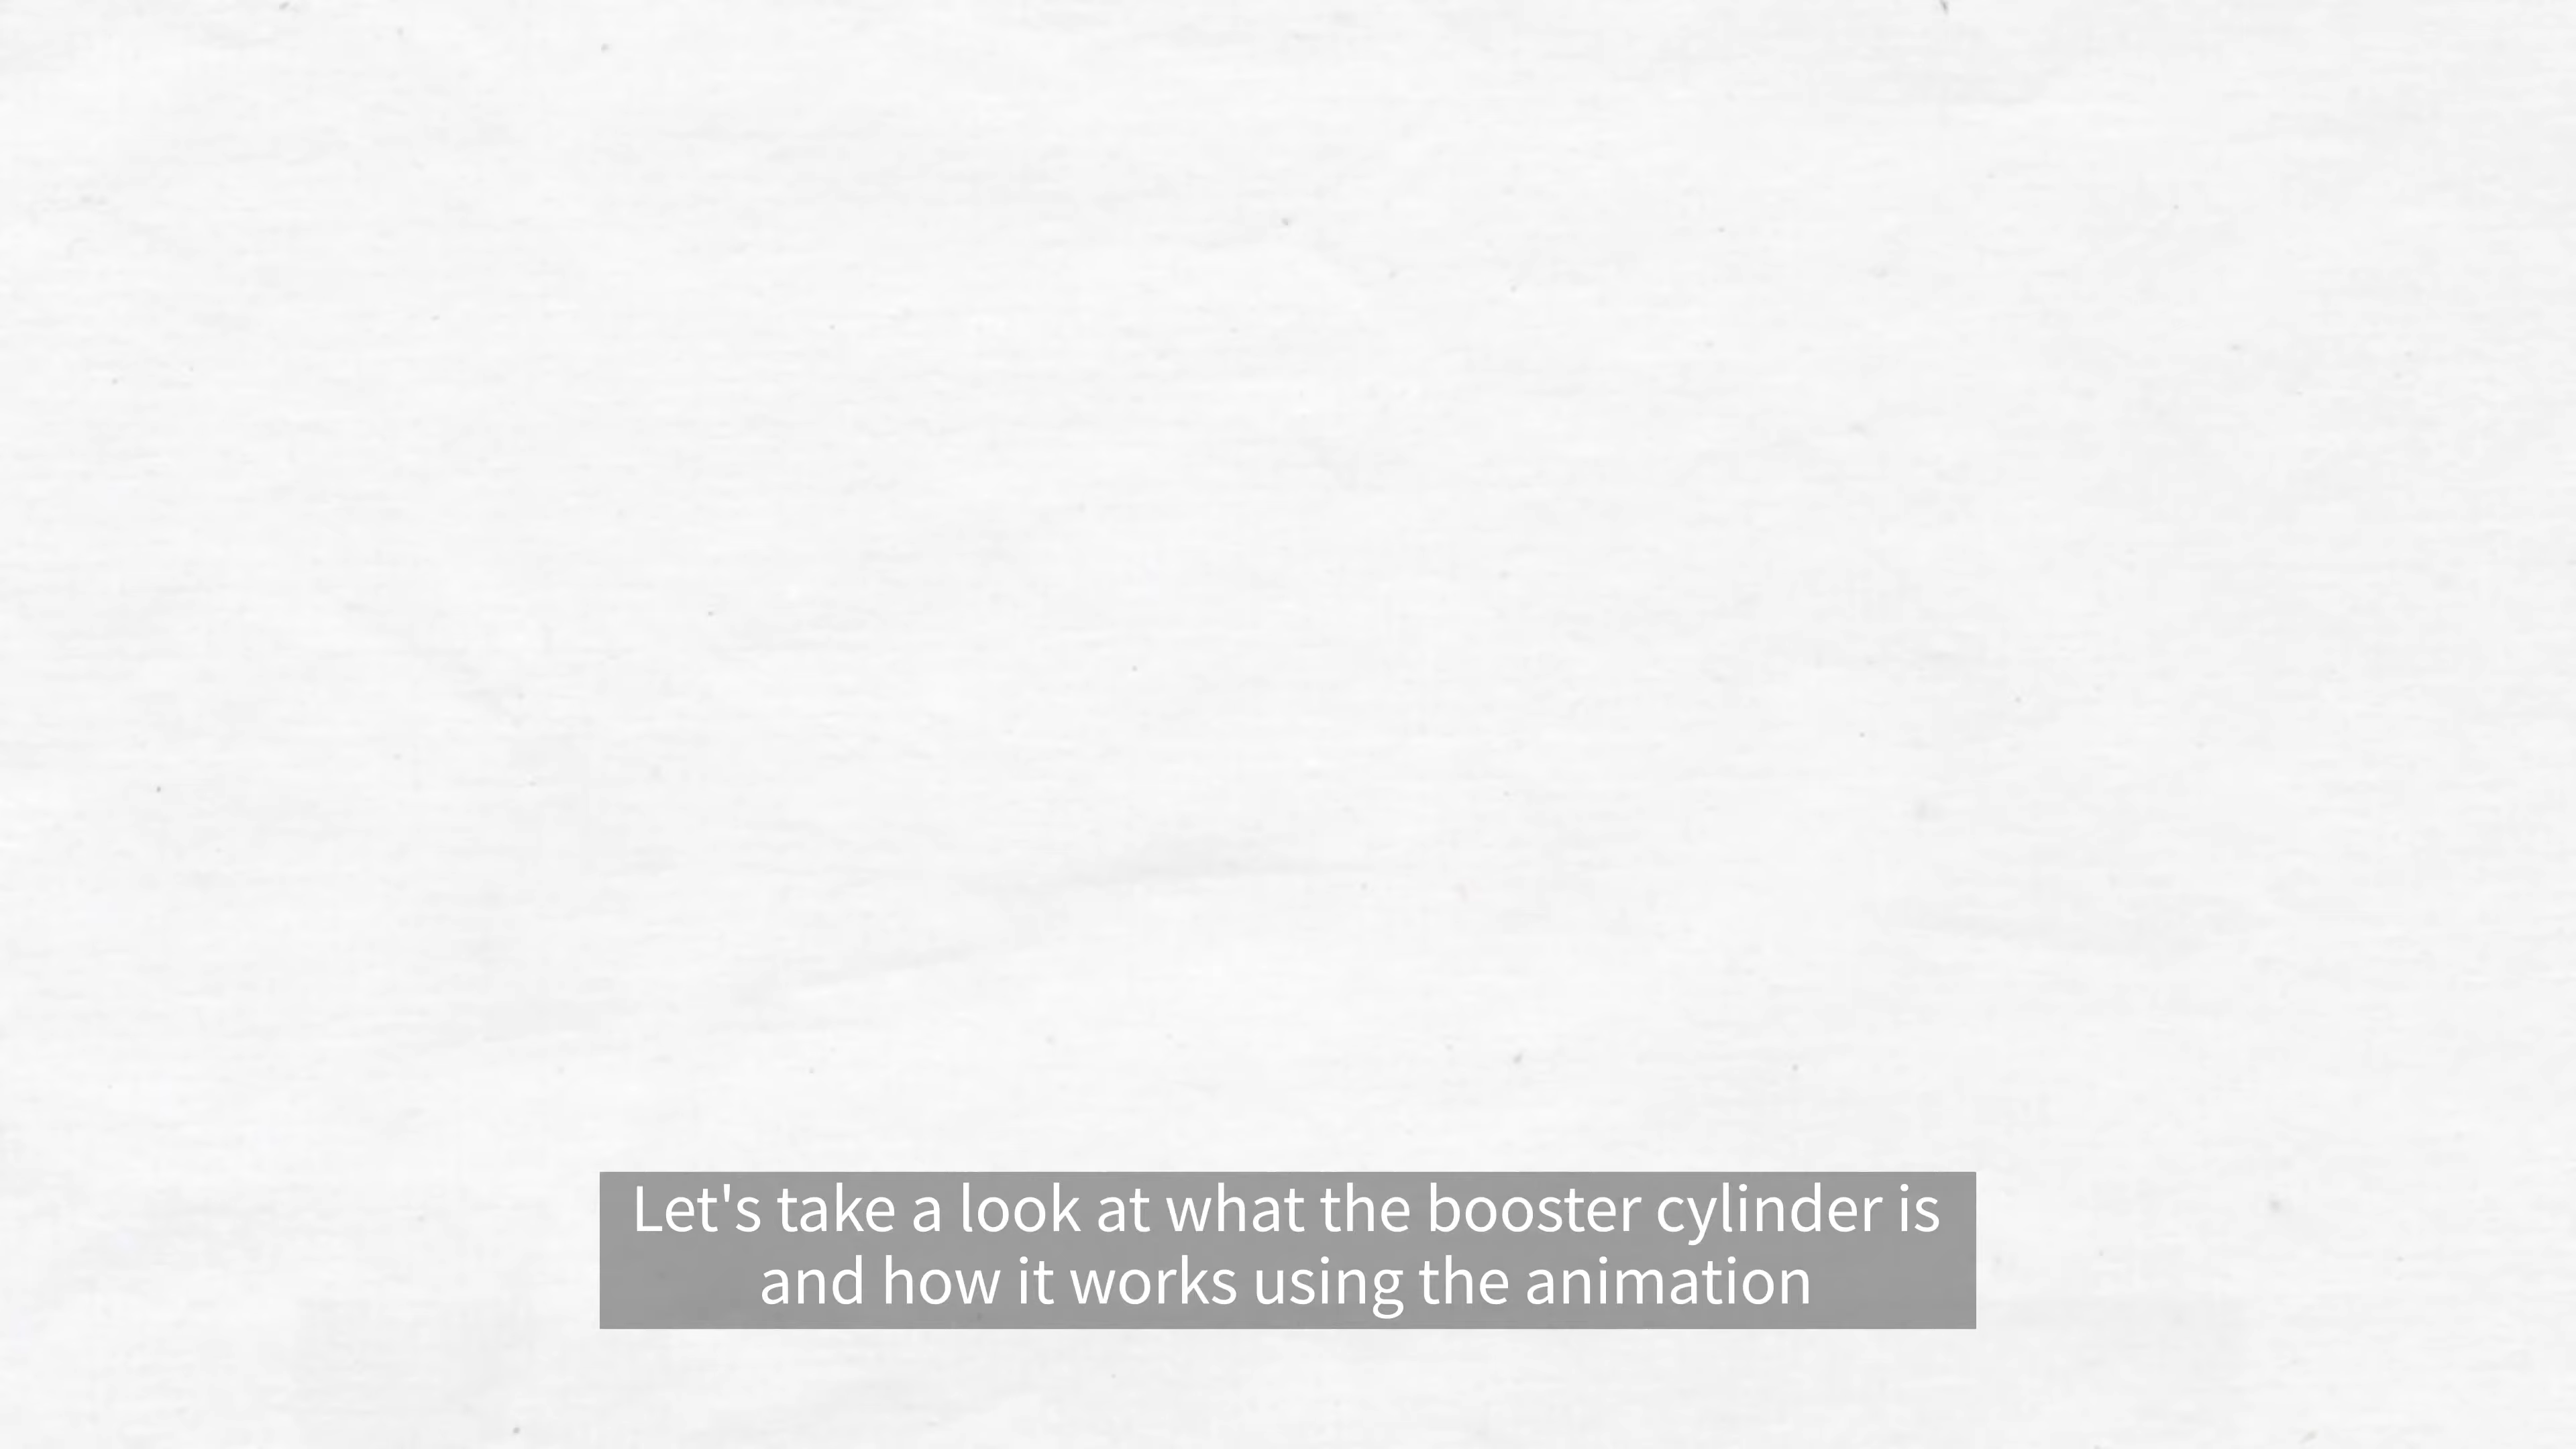 Let's take a look at what the booster cylinder is
and how it works using the animation